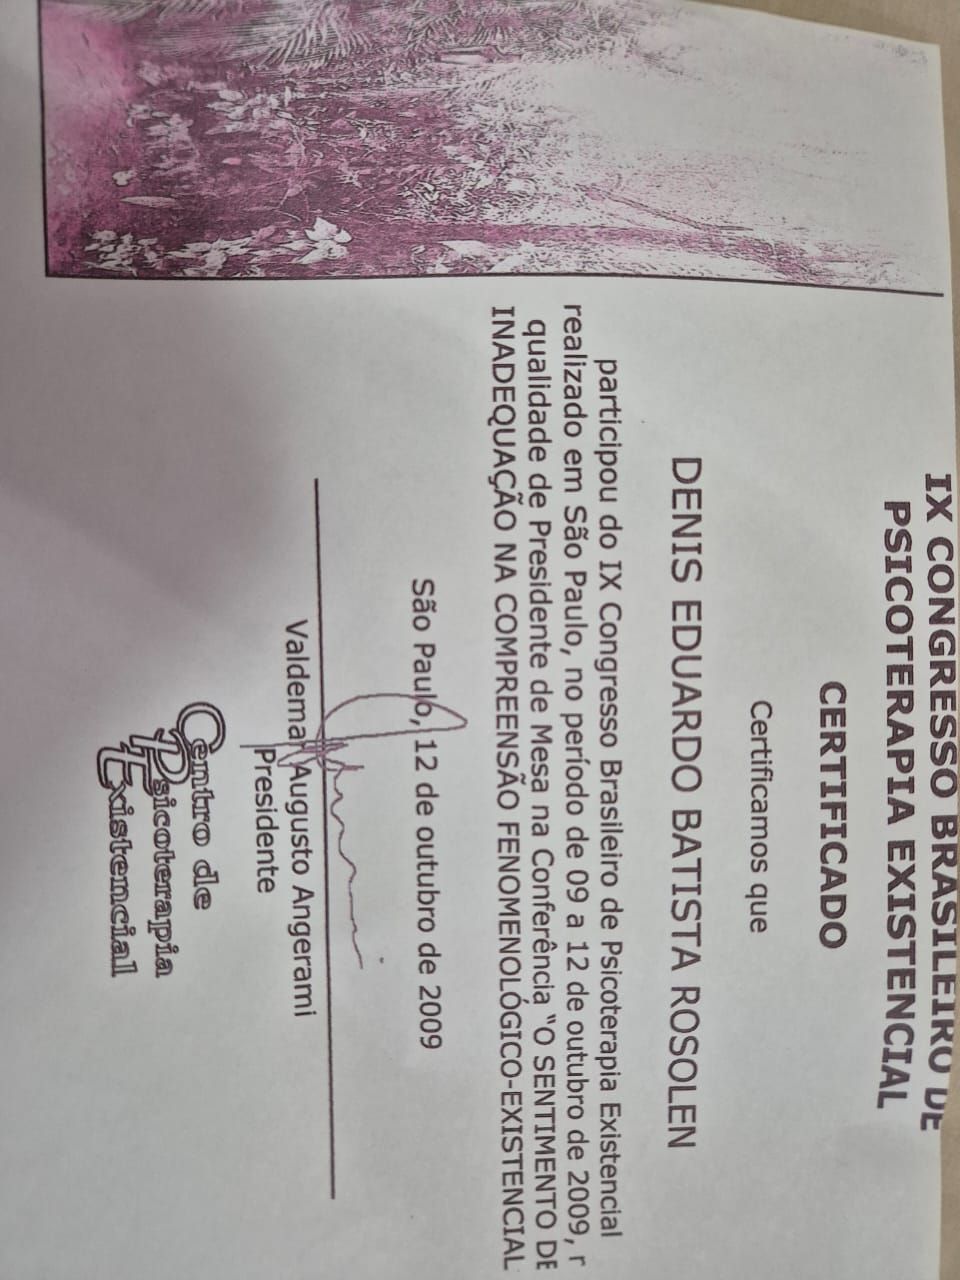 IX CONGRESSO BRASILEIRO DE
PSICOTERAPIA EXISTENCIAL
CERTIFICADO
Certificamos que
DENIS EDUARDO BATISTA ROSOLEN
participou do IX Congresso Brasileiro de Psicoterapia Existencial
realizado em São Paulo, no período de 09 a 12 de outubro de 2009, r
qualidade de Presidente de Mesa na Conferência "O SENTIMENTO DE
INADEQUAÇÃO NA COMPREENSÃO FENOMENOLÓGICO-EXISTENCIAL
São Paulo, 12 de outubro de 2009
Valdemar Augusto Angerami
Presidente
Centro de
Psicoterapia
Existencial